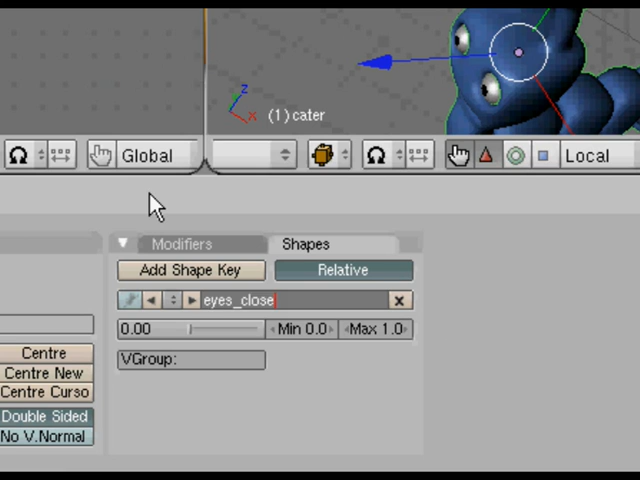 z
x
(1) cater
Global
Local
Modifiers
Shapes
Add Shape Key
Relative
eyes_close
x
0.00
Min 0.0
Max 1.0
VGroup:
Centre
Centre New
Centre Curso
Double Sided
No V.Normal